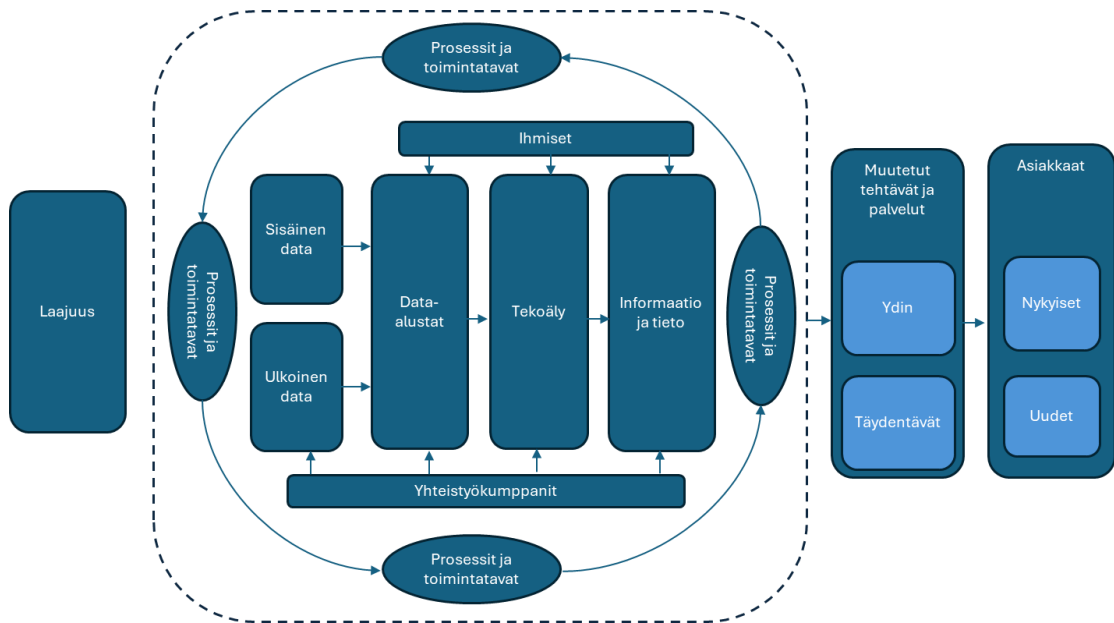 Prosessit ja
toimintatavat
Ihmiset
Laajuus
Prosessit ja
toimintatavat
Sisäinen
data
Ulkoinen
data
Data-
alustat
Tekoäly
Informaatio
ja tieto
Prosessit ja
toimintatavat
Yhteistyökumppanit
Prosessit ja
toimintatavat
Muutetut
tehtävät ja
palvelut
Ydin
Täydentävät
Asiakkaat
Nykyiset
Uudet